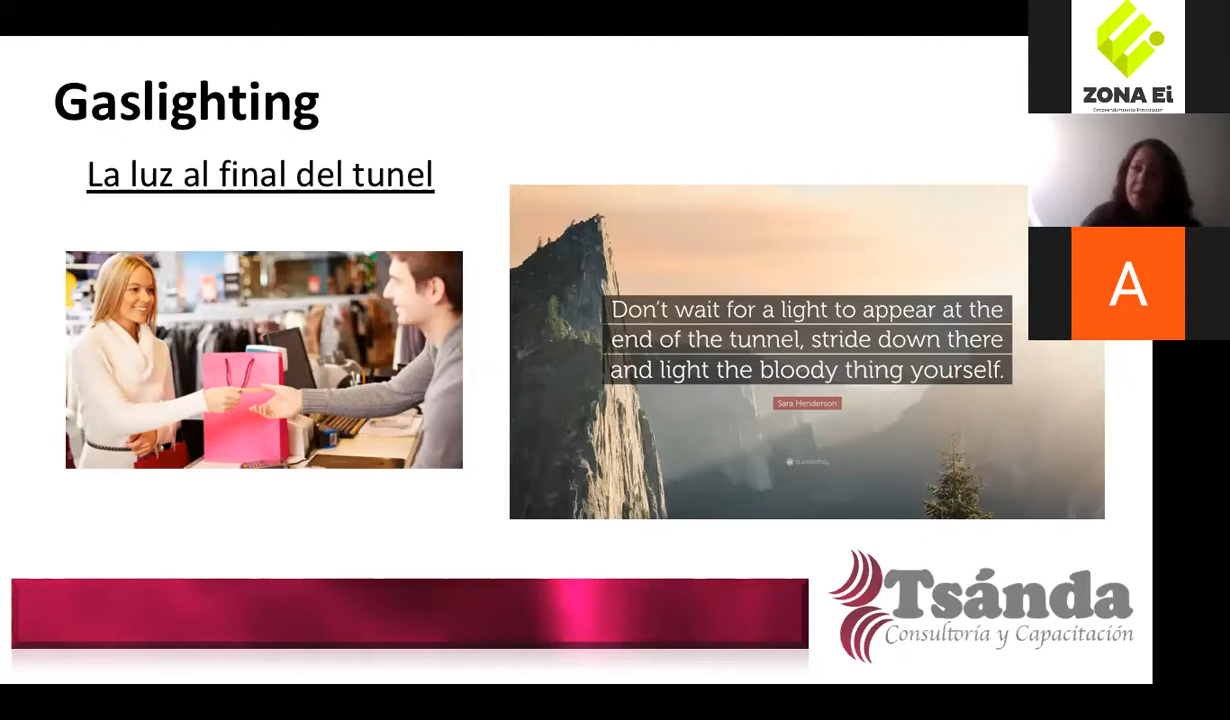 Gaslighting
La luz al final del tunel
Don't wait for a light to appear at the
end of the tunnel, stride down there
and light the bloody thing yourself.
Sara Henderson
ZONA Ei
A
Tsánda
Consultoría y Capacitación